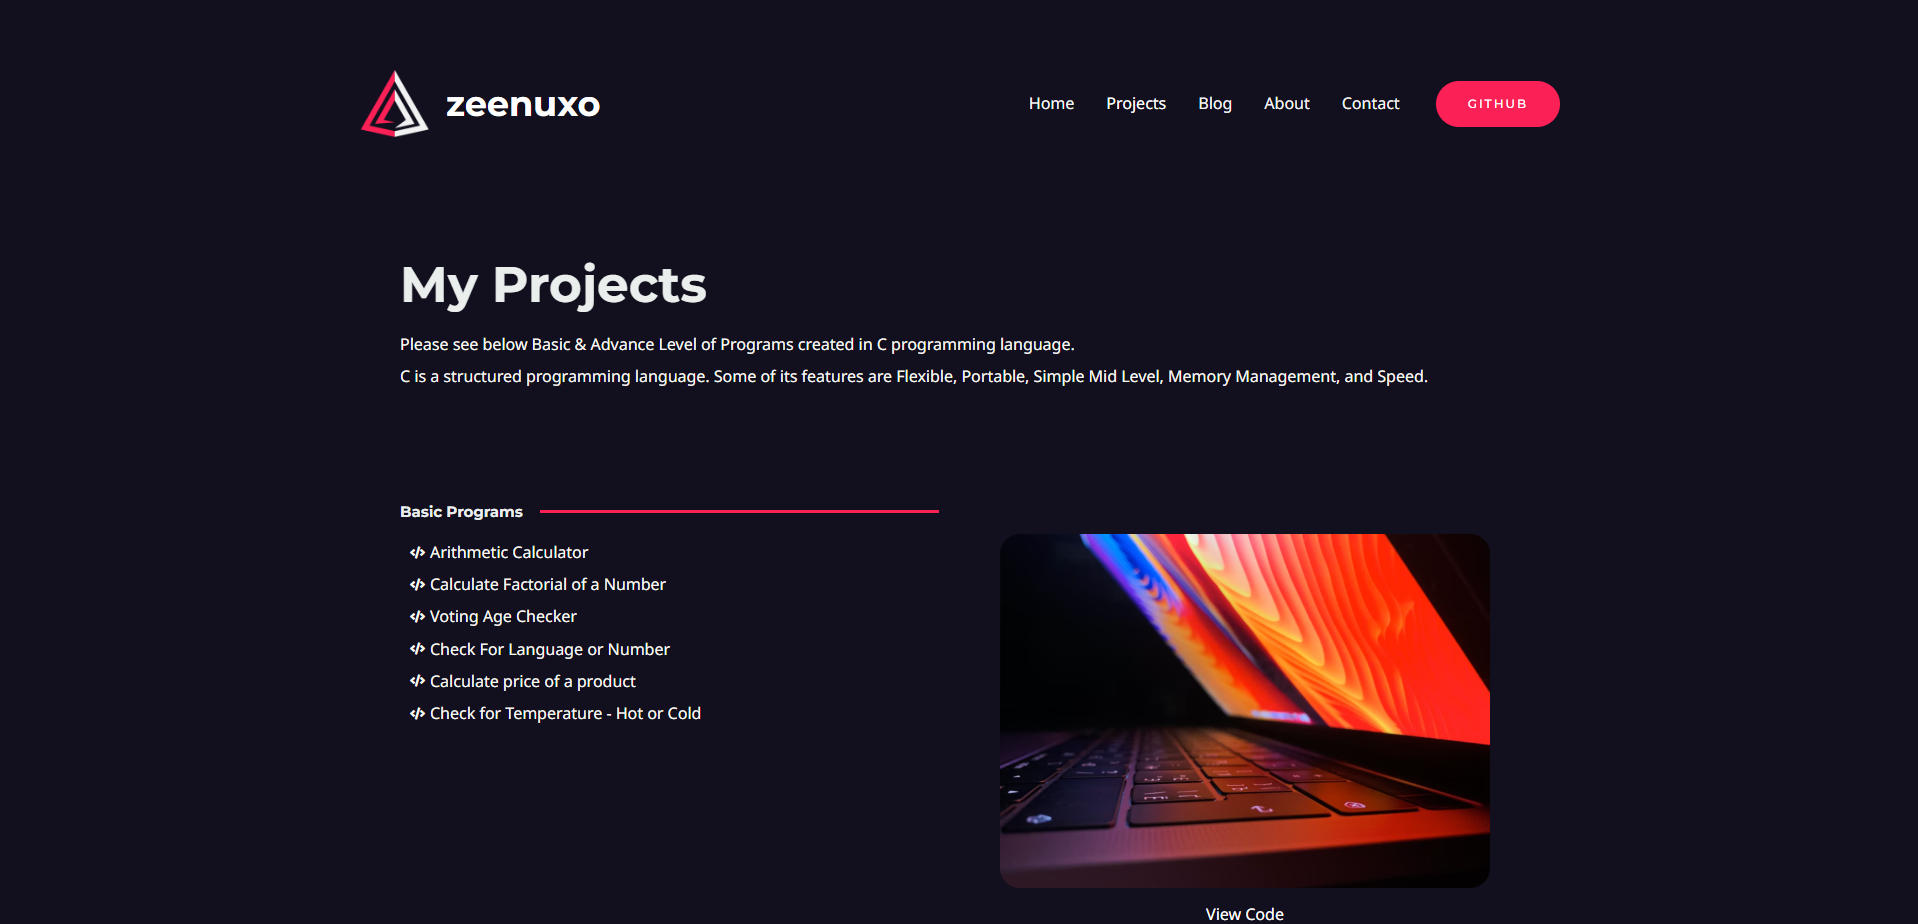 zeenuxo
Home Projects Blog About Contact GITHUB
My Projects
Please see below Basic & Advance Level of Programs created in C programming language.
C is a structured programming language. Some of its features are Flexible, Portable, Simple Mid Level, Memory Management, and Speed.
Basic Programs
Arithmetic Calculator
Calculate Factorial of a Number
Voting Age Checker
Check For Language or Number
Calculate price of a product
Check for Temperature - Hot or Cold
View Code